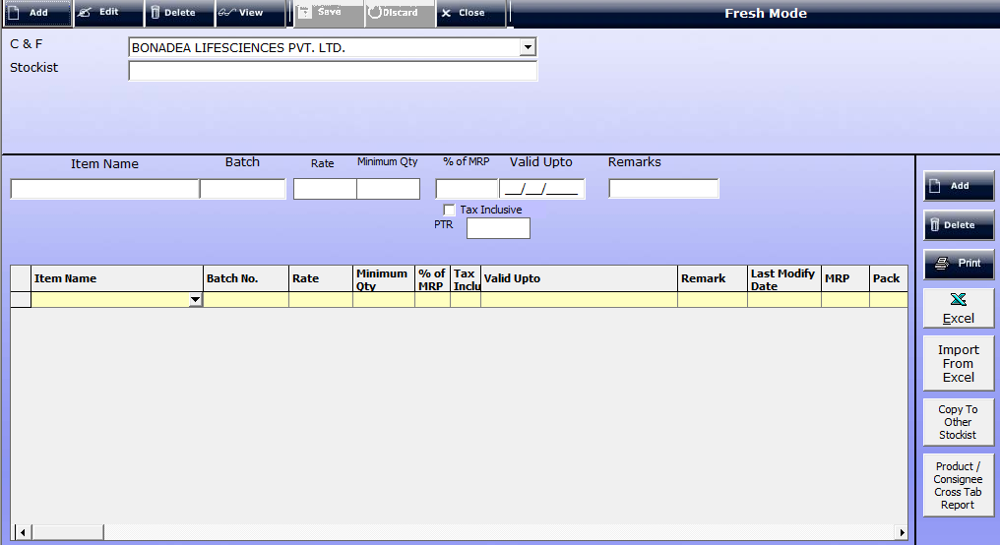 Add Edit Delete View Save Discard Close Fresh Mode
C & F BONADEA LIFESCIENCES PVT. LTD.
Stockist
Item Name Batch Rate Minimum Qty % of MRP Valid Upto Remarks
__/__/____
Tax Inclusive
PTR
Add
Delete
Print
Excel
Import
From
Excel
Copy To
Other
Stockist
Product /
Consignee
Cross Tab
Report
Item Name Batch No. Rate Minimum Qty % of MRP Tax Inclu Valid Upto Remark Last Modify Date MRP Pack